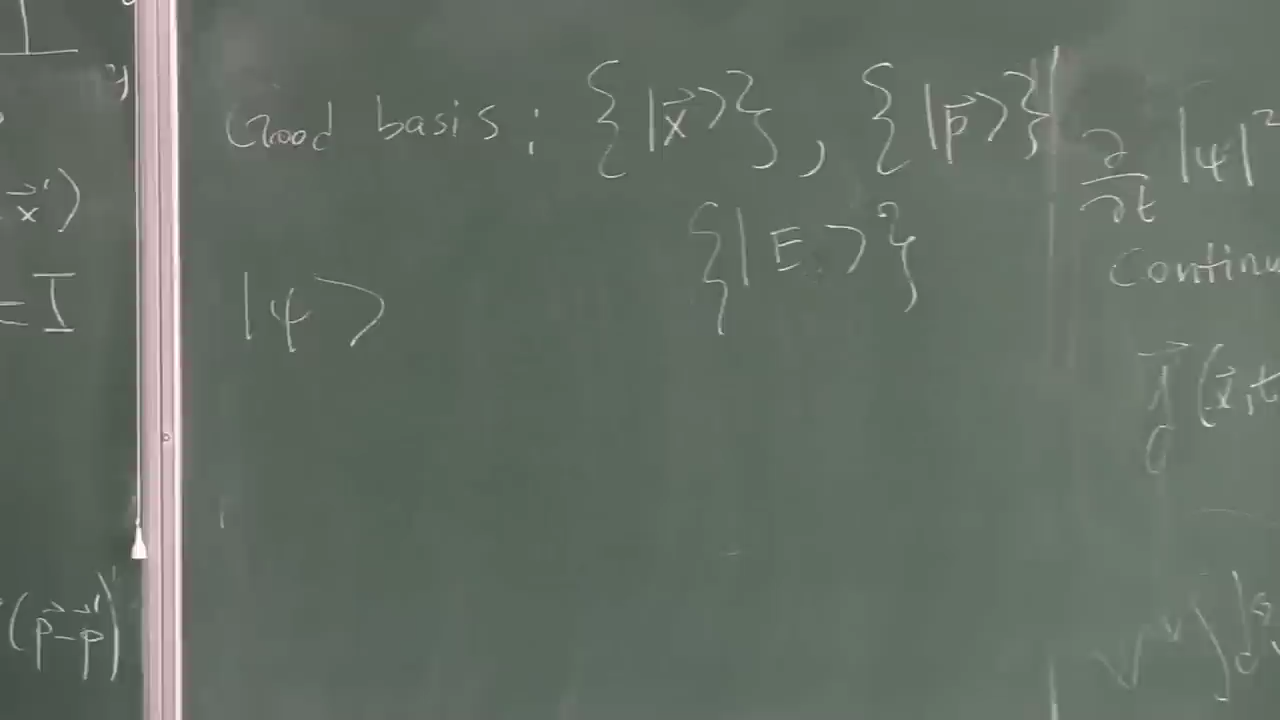 I
x⃗')
= I
(p⃗-p⃗')
Good basis: {|x⃗>}, {|p⃗>}
{|E>}
|ψ>
∂/∂t |ψ|²
Continu
j⃗(x⃗,t